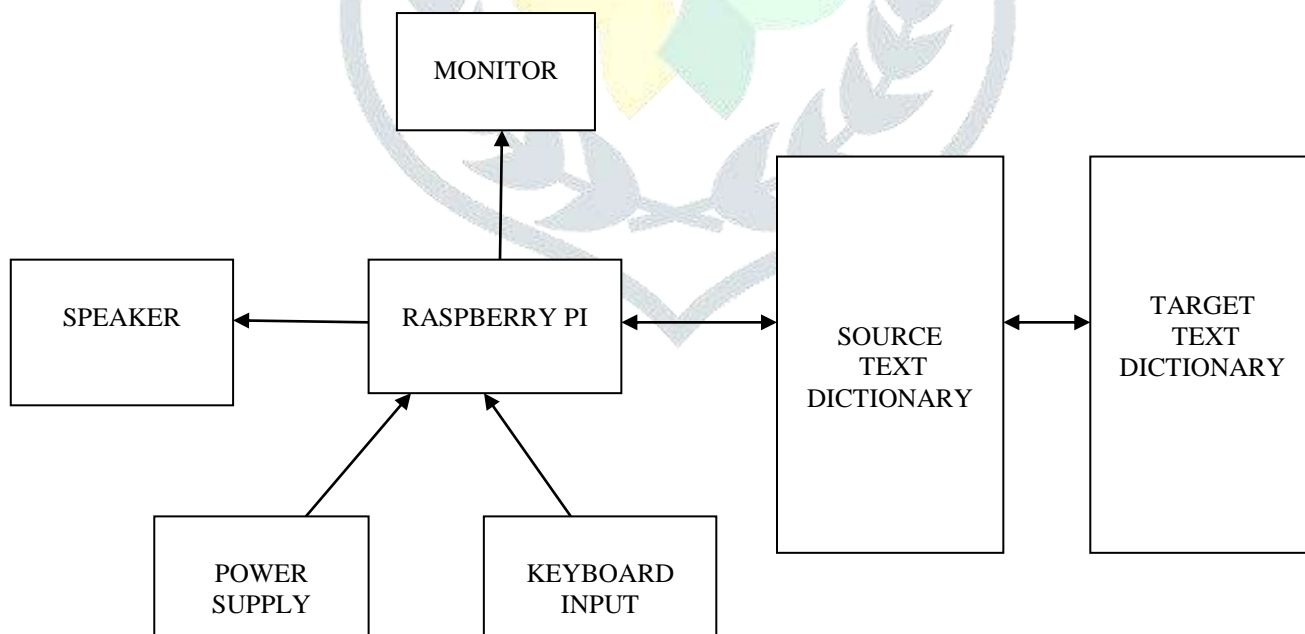 MONITOR
SPEAKER
RASPBERRY PI
SOURCE
TEXT
DICTIONARY
TARGET
TEXT
DICTIONARY
POWER
SUPPLY
KEYBOARD
INPUT